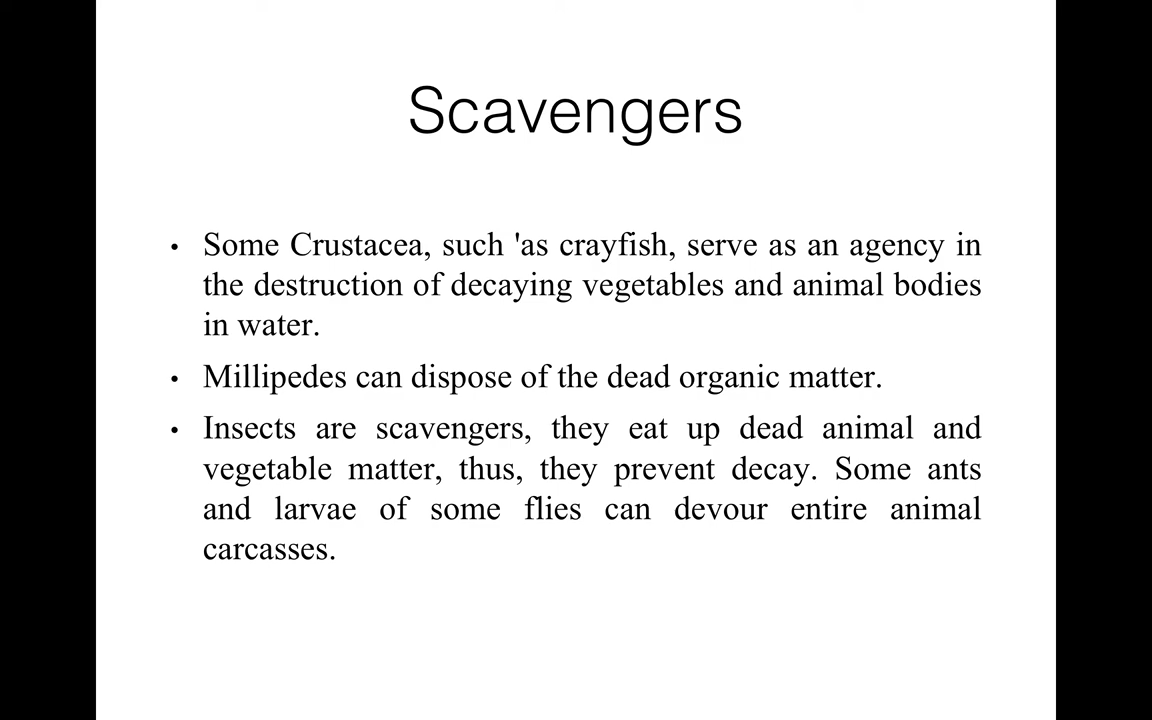 Scavengers
• Some Crustacea, such 'as crayfish, serve as an agency in
the destruction of decaying vegetables and animal bodies
in water.
• Millipedes can dispose of the dead organic matter.
• Insects are scavengers, they eat up dead animal and
vegetable matter, thus, they prevent decay. Some ants
and larvae of some flies can devour entire animal
carcasses.